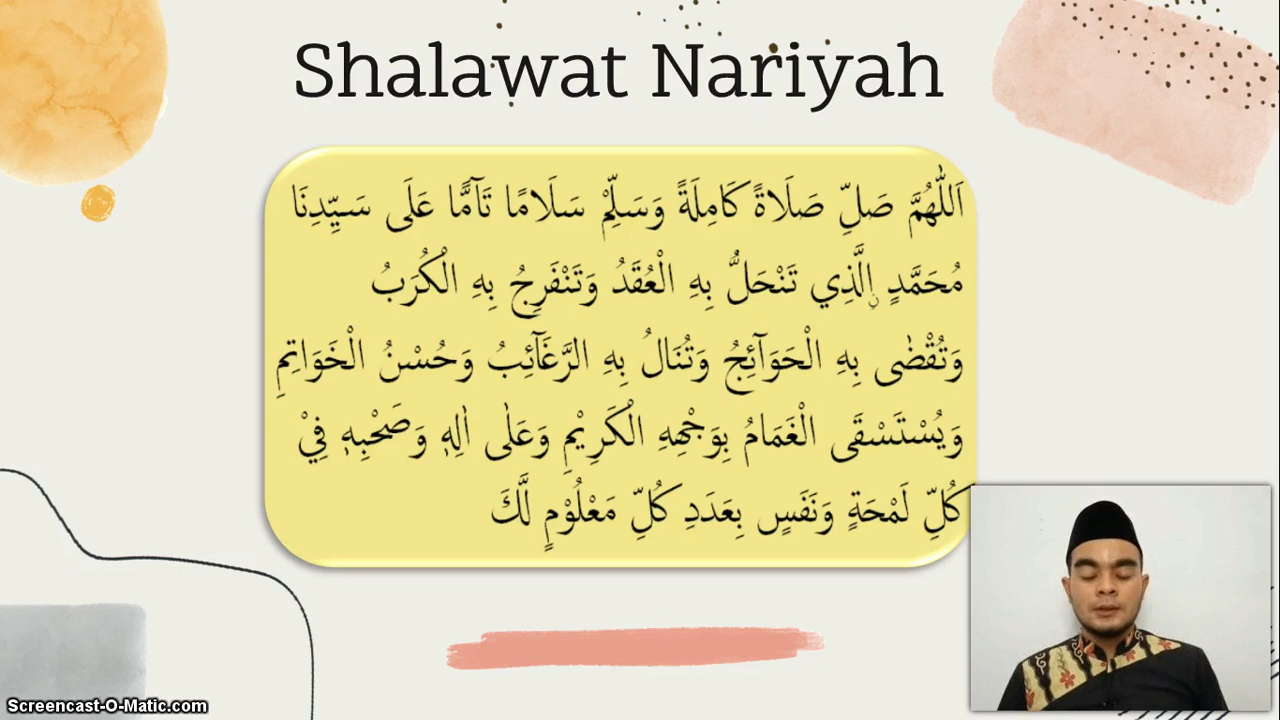 Shalawat Nariyah
اَللّٰهُمَّ صَلِّ صَلَاةً كَامِلَةً وَسَلِّمْ سَلَامًا تَآمًّا عَلَى سَيِّدِنَا
مُحَمَّدٍ ࣙالَّذِي تَنْحَلُّ بِهِ الْعُقَدُ وَتَنْفَرِجُ بِهِ الْكُرَبُ
وَتُقْضٰى بِهِ الْحَوَآئِجُ وَتُنَالُ بِهِ الرَّغَآئِبُ وَحُسْنُ الْخَوَاتِمِ
وَيُسْتَسْقَى الْغَمَامُ بِوَجْهِهِ الْكَرِيْمِ وَعَلٰى اٰلِهٖ وَصَحْبِهٖ فِيْ
كُلِّ لَمْحَةٍ وَنَفَسٍ بِعَدَدِ كُلِّ مَعْلُوْمٍ لَّكَ
Screencast-O-Matic.com